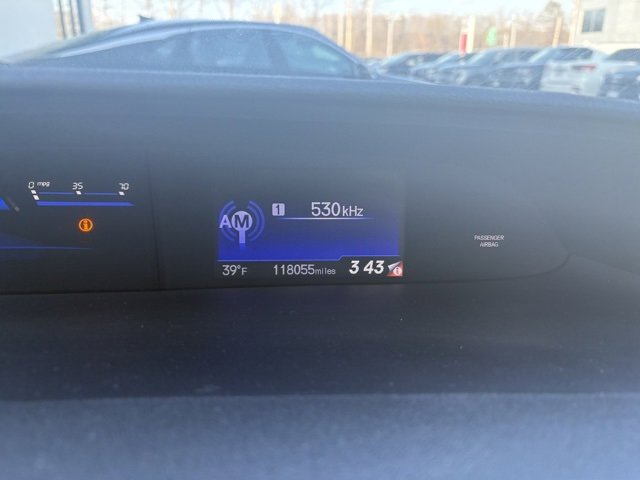 0 mpg 35 70
AM 1 530 kHz
PASSENGER
AIRBAG
39°F 118055 miles 3 43